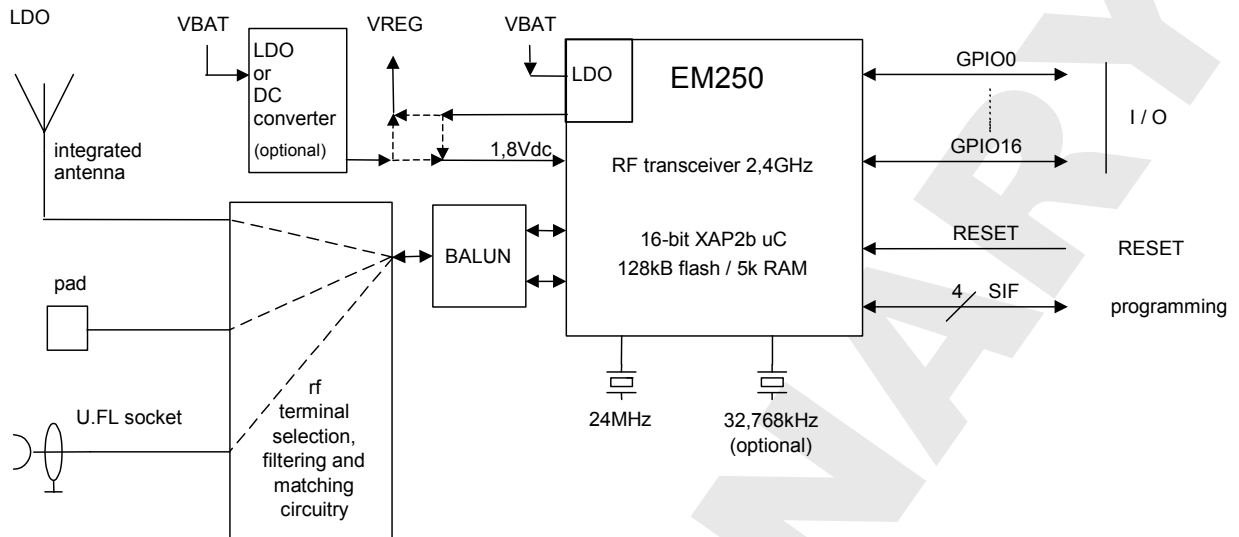 LDO
VBAT
LDO
or
DC
converter
(optional)
VREG
VBAT
LDO
EM250
1,8Vdc
RF transceiver 2,4GHz
16-bit XAP2b uC
128kB flash / 5k RAM
GPIO0
GPIO16
I / O
RESET
RESET
4
SIF
programming
integrated
antenna
BALUN
pad
U.FL socket
rf
terminal
selection,
filtering and
matching
circuitry
24MHz
32,768kHz
(optional)
NARY